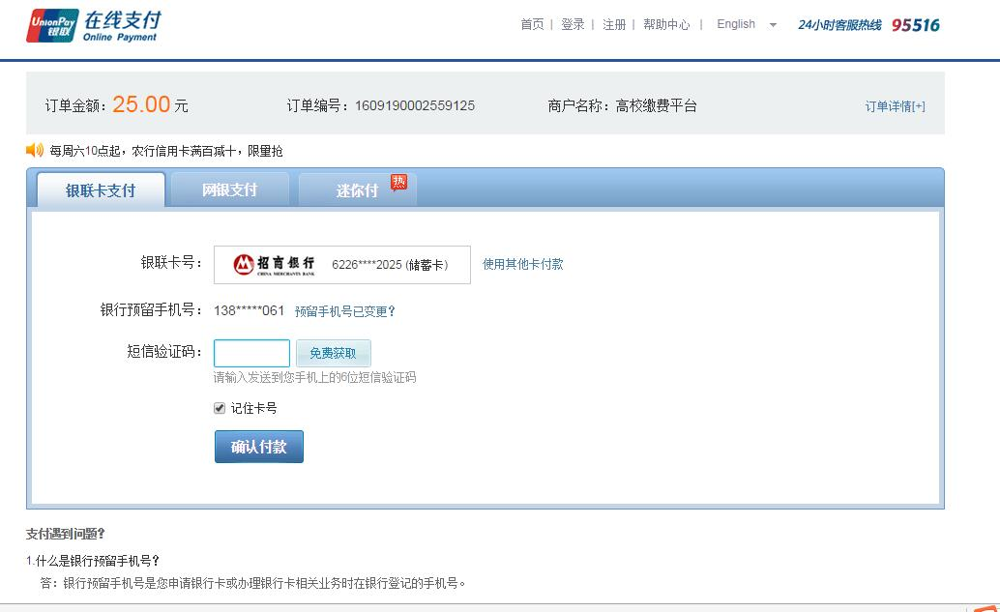 UnionPay 银联 在线支付 Online Payment
首页 | 登录 | 注册 | 帮助中心 | English 24小时客服热线 95516
订单金额：25.00元 订单编号：1609190002559125 商户名称：高校缴费平台 订单详情[+]
每周六10点起，农行信用卡满百减十，限量抢
银联卡支付 网银支付 迷你付 热
银联卡号： 招商银行 CHINA MERCHANTS BANK 6226****2025 (储蓄卡) 使用其他卡付款
银行预留手机号： 138*****061 预留手机号已变更？
短信验证码： 免费获取
请输入发送到您手机上的6位短信验证码
记住卡号
确认付款
支付遇到问题？
1.什么是银行预留手机号？
答：银行预留手机号是您申请银行卡或办理银行卡相关业务时在银行登记的手机号。